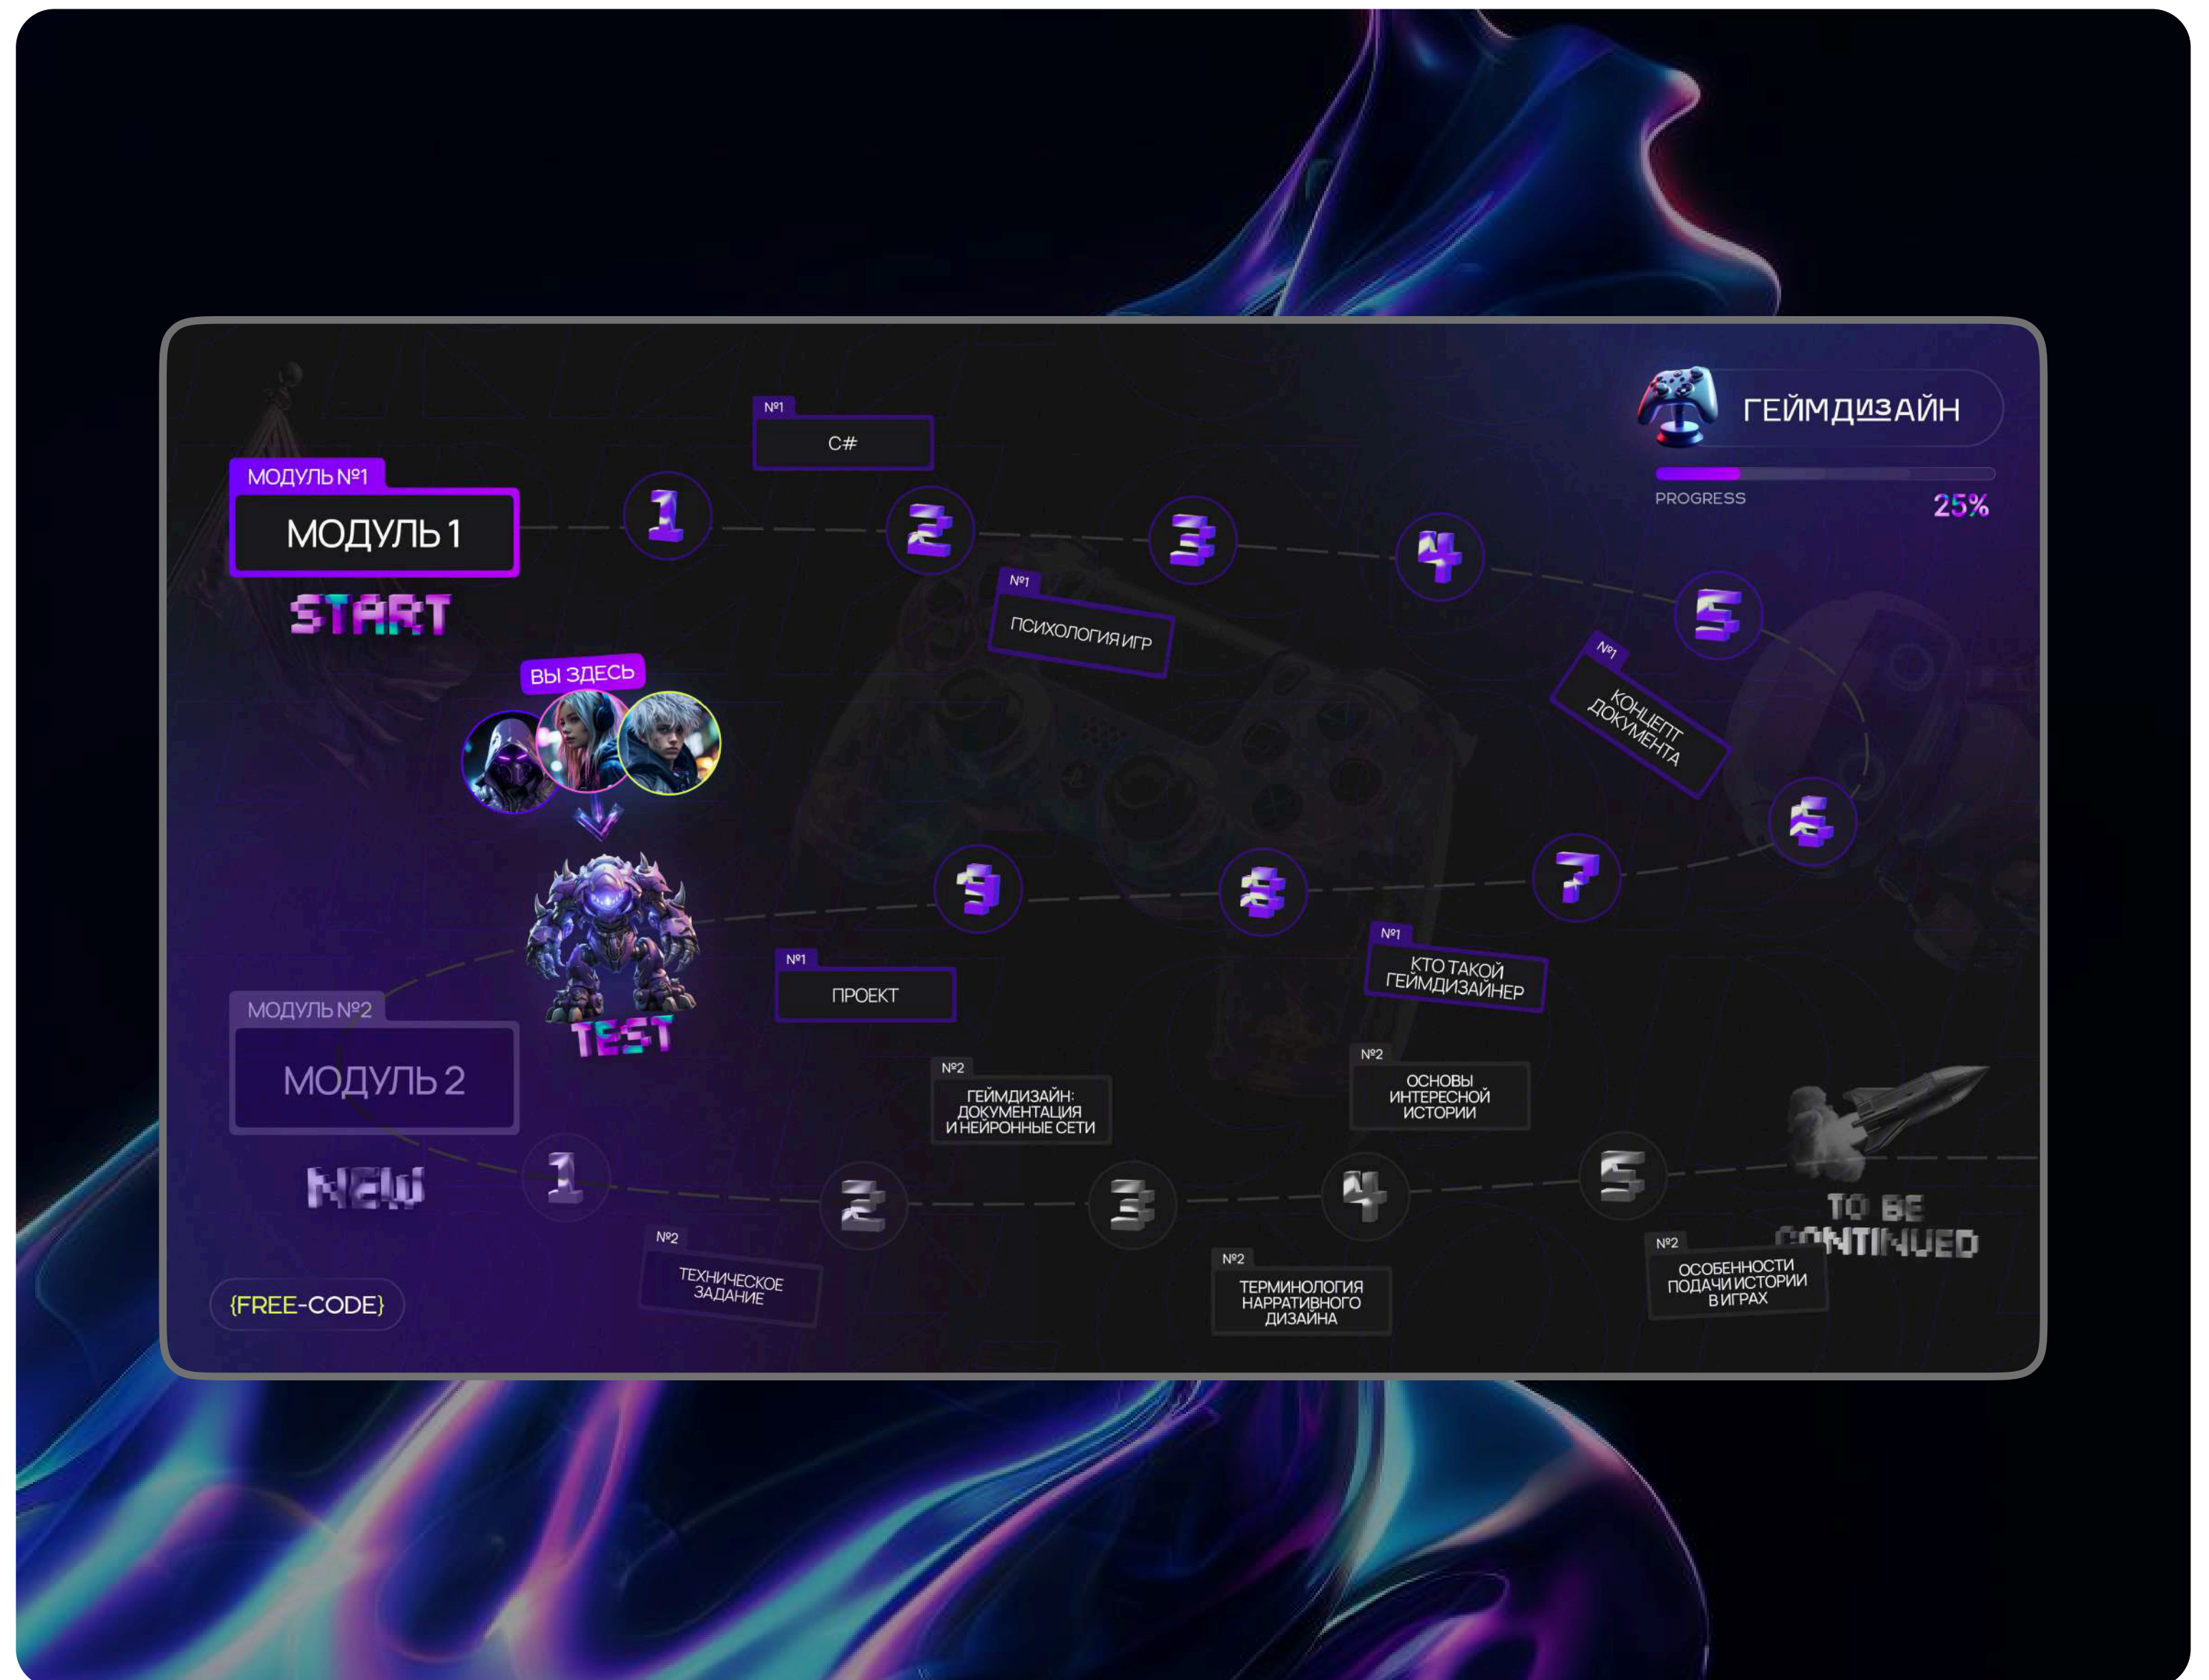 ГЕЙМДИЗАЙН
PROGRESS
25%
МОДУЛЬ №1
МОДУЛЬ 1
START
1
№1
C#
2
№1
ПСИХОЛОГИЯ ИГР
3
4
5
№1
КОНЦЕПТ
ДОКУМЕНТА
6
7
№1
КТО ТАКОЙ
ГЕЙМДИЗАЙНЕР
8
9
№1
ПРОЕКТ
ВЫ ЗДЕСЬ
TEST
МОДУЛЬ №2
МОДУЛЬ 2
NEW
1
№2
ТЕХНИЧЕСКОЕ
ЗАДАНИЕ
2
№2
ГЕЙМДИЗАЙН:
ДОКУМЕНТАЦИЯ
И НЕЙРОННЫЕ СЕТИ
3
№2
ТЕРМИНОЛОГИЯ
НАРРАТИВНОГО
ДИЗАЙНА
4
№2
ОСНОВЫ
ИНТЕРЕСНОЙ
ИСТОРИИ
5
№2
ОСОБЕННОСТИ
ПОДАЧИ ИСТОРИИ
В ИГРАХ
TO BE
CONTINUED
{FREE-CODE}